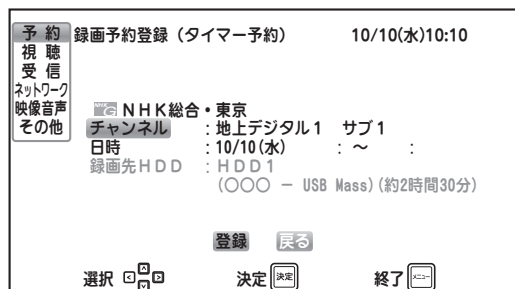 予 約
録画予約登録（タイマー予約） 10/10(水)10:10
視 聴
受 信
ネットワーク
映像音声
その他
NHK G NHK総合・東京
チャンネル ：地上デジタル1 サブ1
日時 ：10/10(水) : ～ :
録画先HDD ：HDD1
(〇〇〇 － USB Mass)(約2時間30分)
登録 戻る
選択 決定 決定 終了 メニュー